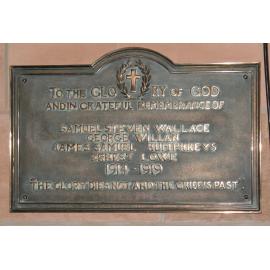 TO THE GLORY OF GOD
AND IN GRATEFUL REMEMBRANCE OF
SAMUEL STEVEN WALLACE
GEORGE WILLAN
JAMES SAMUEL HUMPHREYS
ERNEST LOWE
1914-1919
"THE GLORY DIES NOT AND THE GRIEF IS PAST"